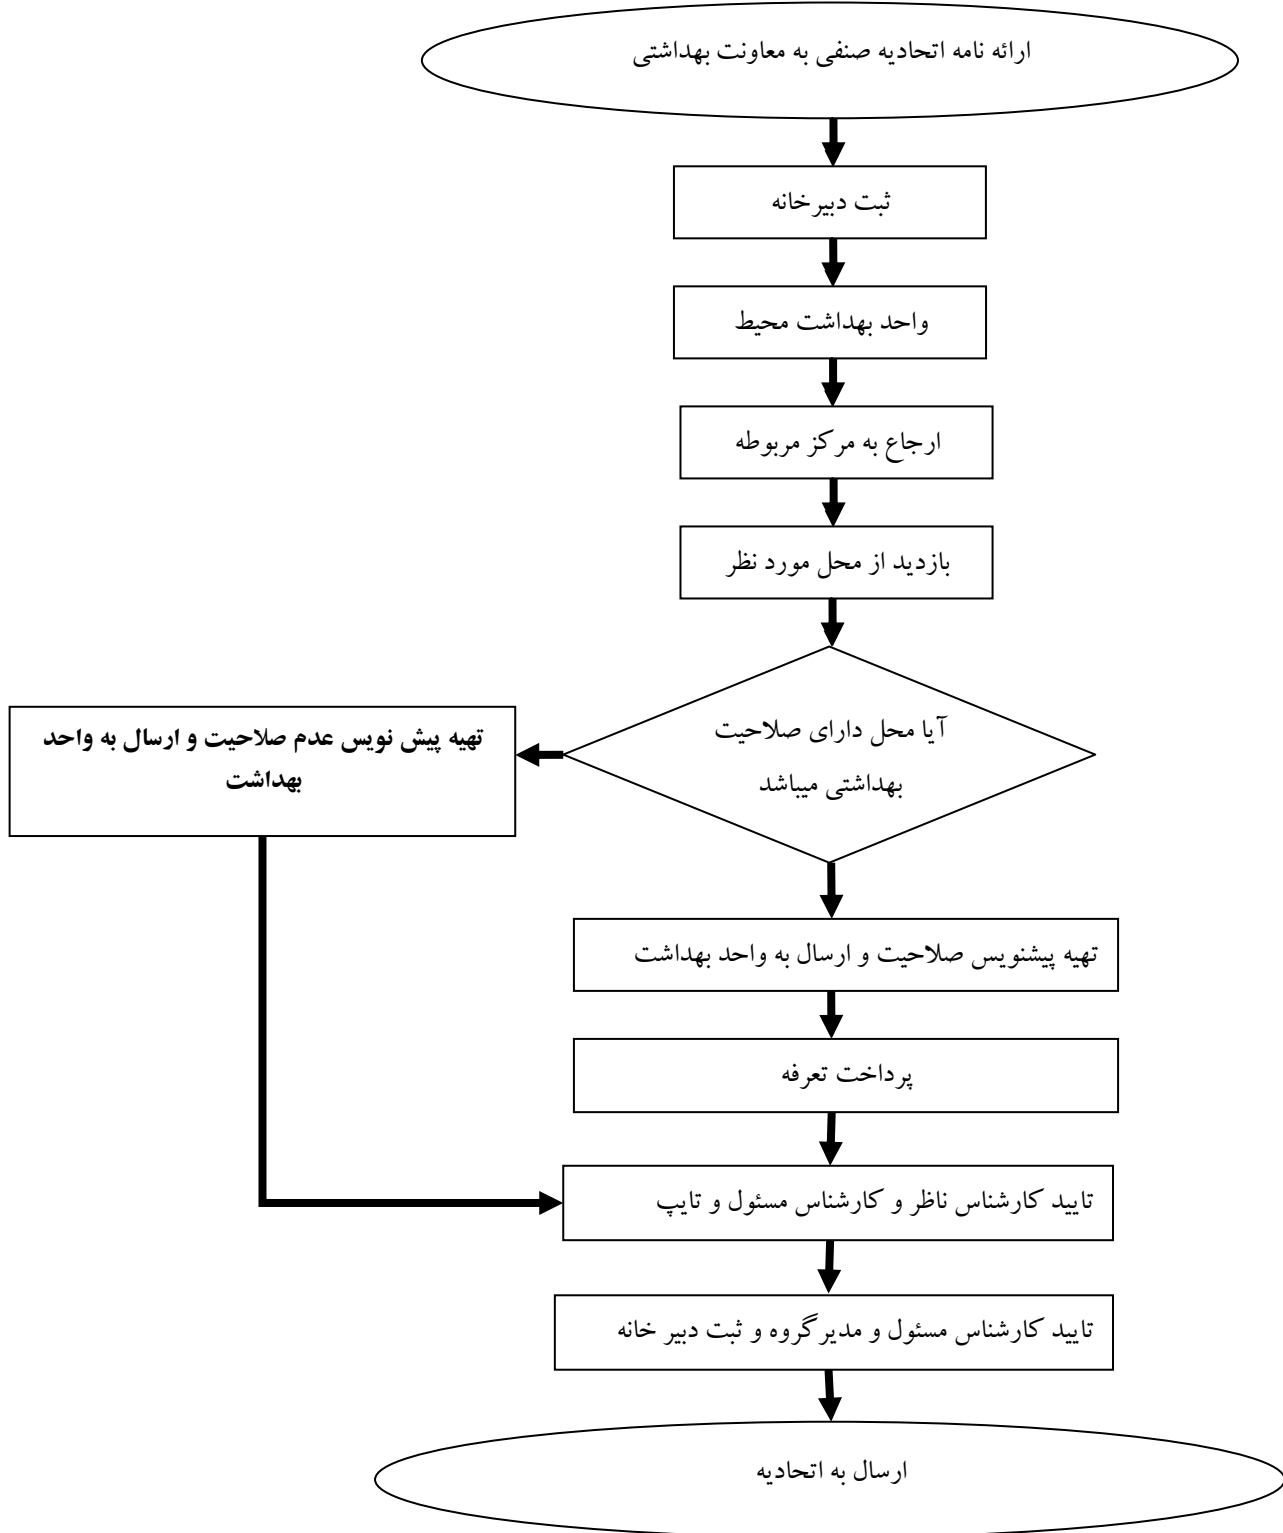 ارائه نامه اتحادیه صنفی به معاونت بهداشتی
ثبت دبیرخانه
واحد بهداشت محیط
ارجاع به مرکز مربوطه
بازدید از محل مورد نظر
آیا محل دارای صلاحیت
بهداشتی میباشد
تهیه پیش نویس عدم صلاحیت و ارسال به واحد
بهداشت
تهیه پیشنویس صلاحیت و ارسال به واحد بهداشت
پرداخت تعرفه
تایید کارشناس ناظر و کارشناس مسئول و تایپ
تایید کارشناس مسئول و مدیرگروه و ثبت دبیر خانه
ارسال به اتحادیه